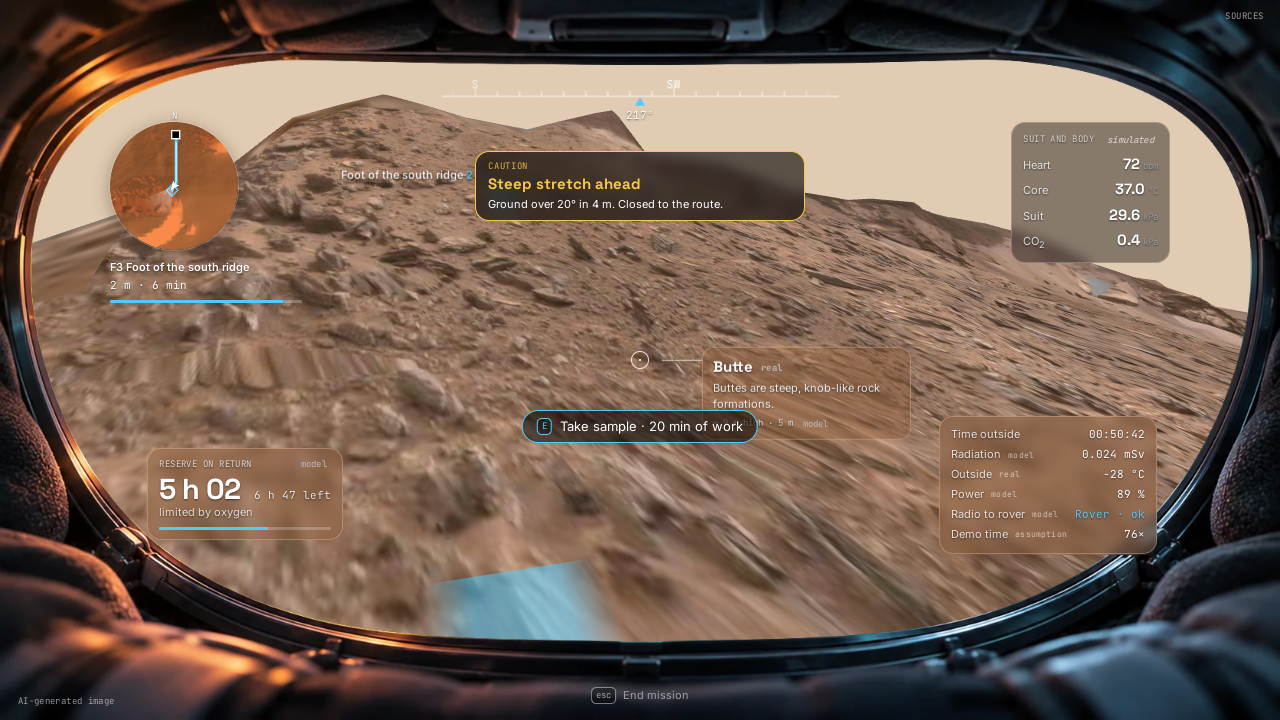 SOURCES
S SW
217°
N
F3 Foot of the south ridge
2 m · 6 min
Foot of the south ridge 2
CAUTION
Steep stretch ahead
Ground over 20° in 4 m. Closed to the route.
SUIT AND BODY simulated
Heart 72 bpm
Core 37.0 °C
Suit 29.6 kPa
CO2 0.4 kPa
Butte real
Buttes are steep, knob-like rock
formations.
· 5 m model
E Take sample · 20 min of work
RESERVE ON RETURN model
5 h 02 6 h 47 left
limited by oxygen
Time outside 00:50:42
Radiation model 0.024 mSv
Outside real -28 °C
Power model 89 %
Radio to rover model Rover · ok
Demo time assumption 76×
esc End mission
AI-generated image